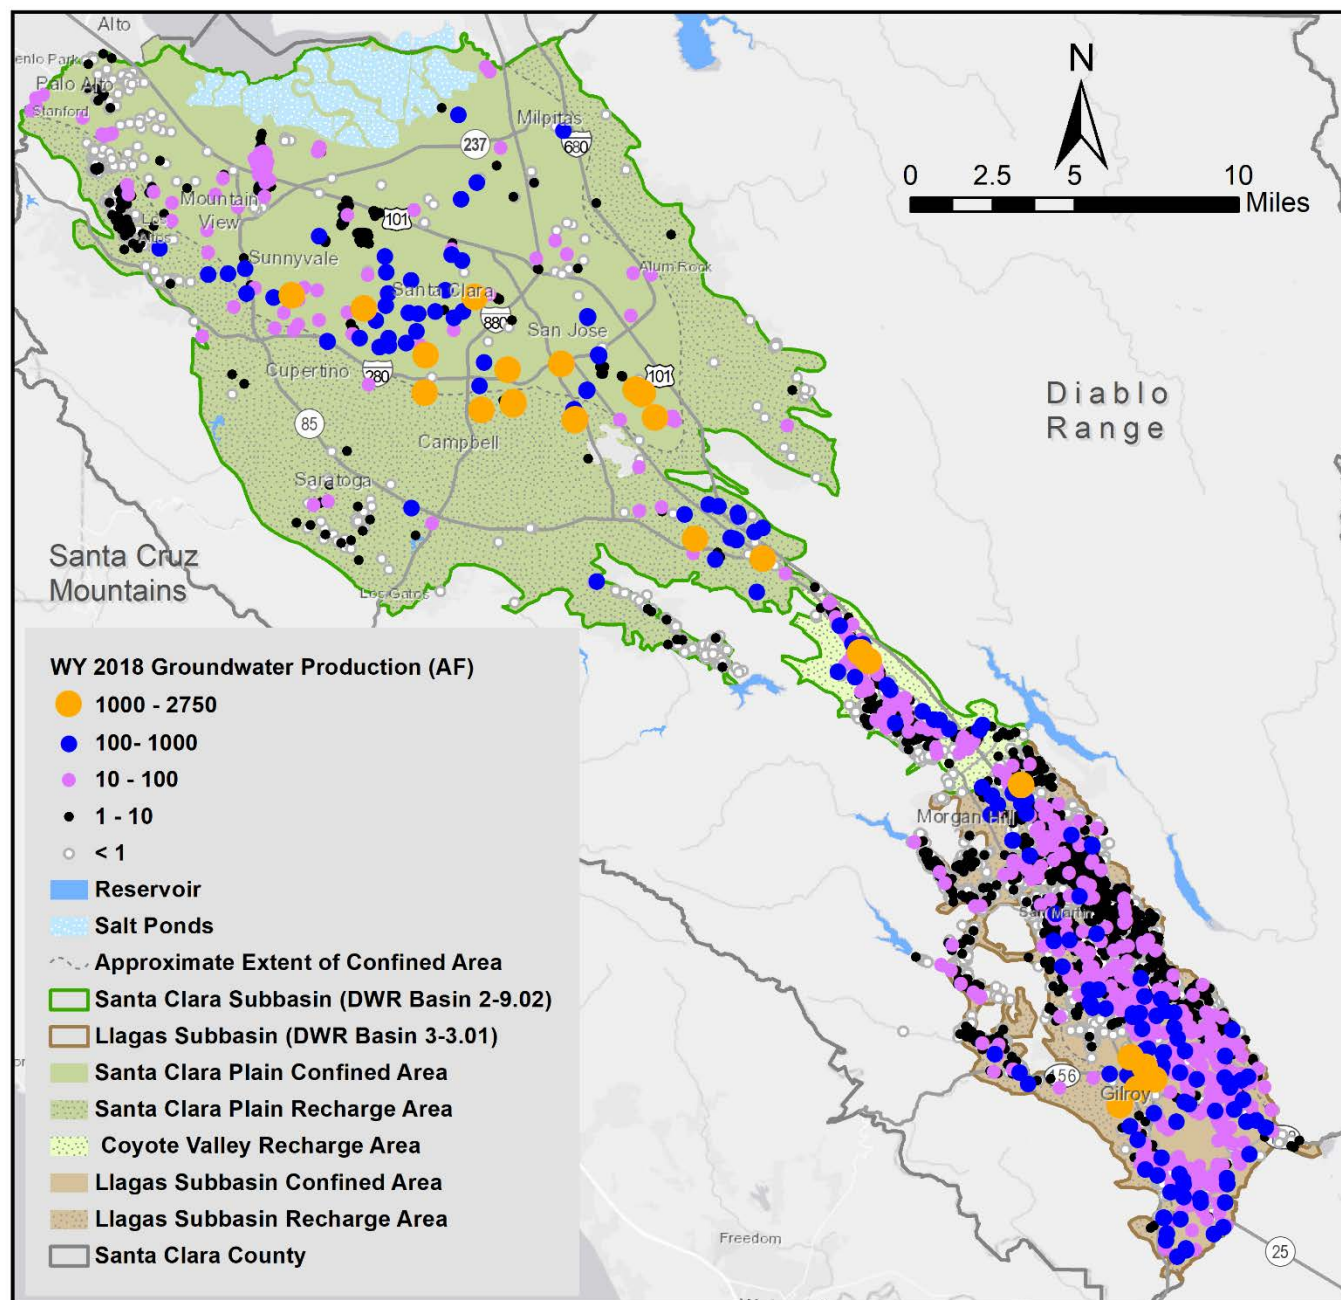 Alto
enlo Park
Palo Alto
Stanford
Milpitas
237
680
N
0 2.5 5 10
Miles
Mountain
View
Los
Altos
101
Sunnyvale
Alum Rock
Santa Clara
880
San Jose
Cupertino
280
101
Diablo
Range
85
Campbell
Saratoga
Santa Cruz
Mountains
Los Gatos
WY 2018 Groundwater Production (AF)
1000 - 2750
100- 1000
10 - 100
1 - 10
< 1
Reservoir
Salt Ponds
Approximate Extent of Confined Area
Santa Clara Subbasin (DWR Basin 2-9.02)
Llagas Subbasin (DWR Basin 3-3.01)
Santa Clara Plain Confined Area
Santa Clara Plain Recharge Area
Coyote Valley Recharge Area
Llagas Subbasin Confined Area
Llagas Subbasin Recharge Area
Santa Clara County
Morgan Hill
San Martin
156
Gilroy
Freedom
25